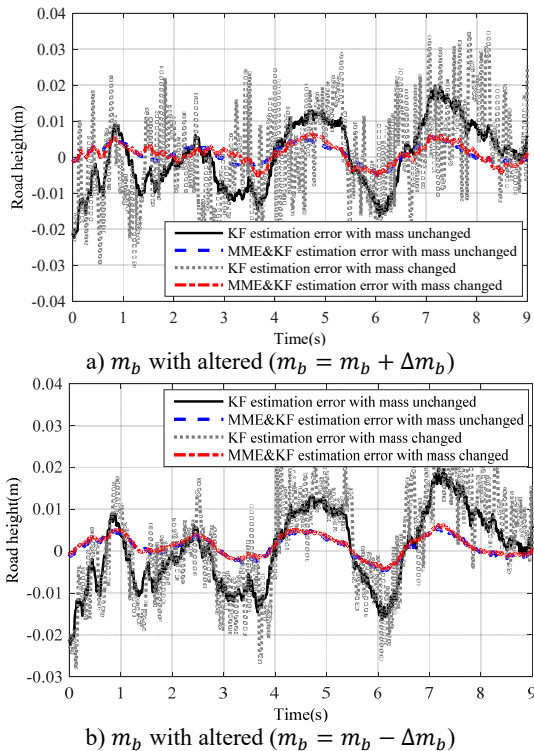 0.04
0.03
0.02
0.01
0
-0.01
-0.02
-0.03
-0.04
Road height(m)
KF estimation error with mass unchanged
MME&KF estimation error with mass unchanged
KF estimation error with mass changed
MME&KF estimation error with mass changed
0 1 2 3 4 5 6 7 8 9
Time(s)
a) m_b with altered (m_b = m_b + Δm_b)
0.04
0.03
0.02
0.01
0
-0.01
-0.02
-0.03
Road height(m)
KF estimation error with mass unchanged
MME&KF estimation error with mass unchanged
KF estimation error with mass changed
MME&KF estimation error with mass changed
0 1 2 3 4 5 6 7 8 9
Time(s)
b) m_b with altered (m_b = m_b − Δm_b)